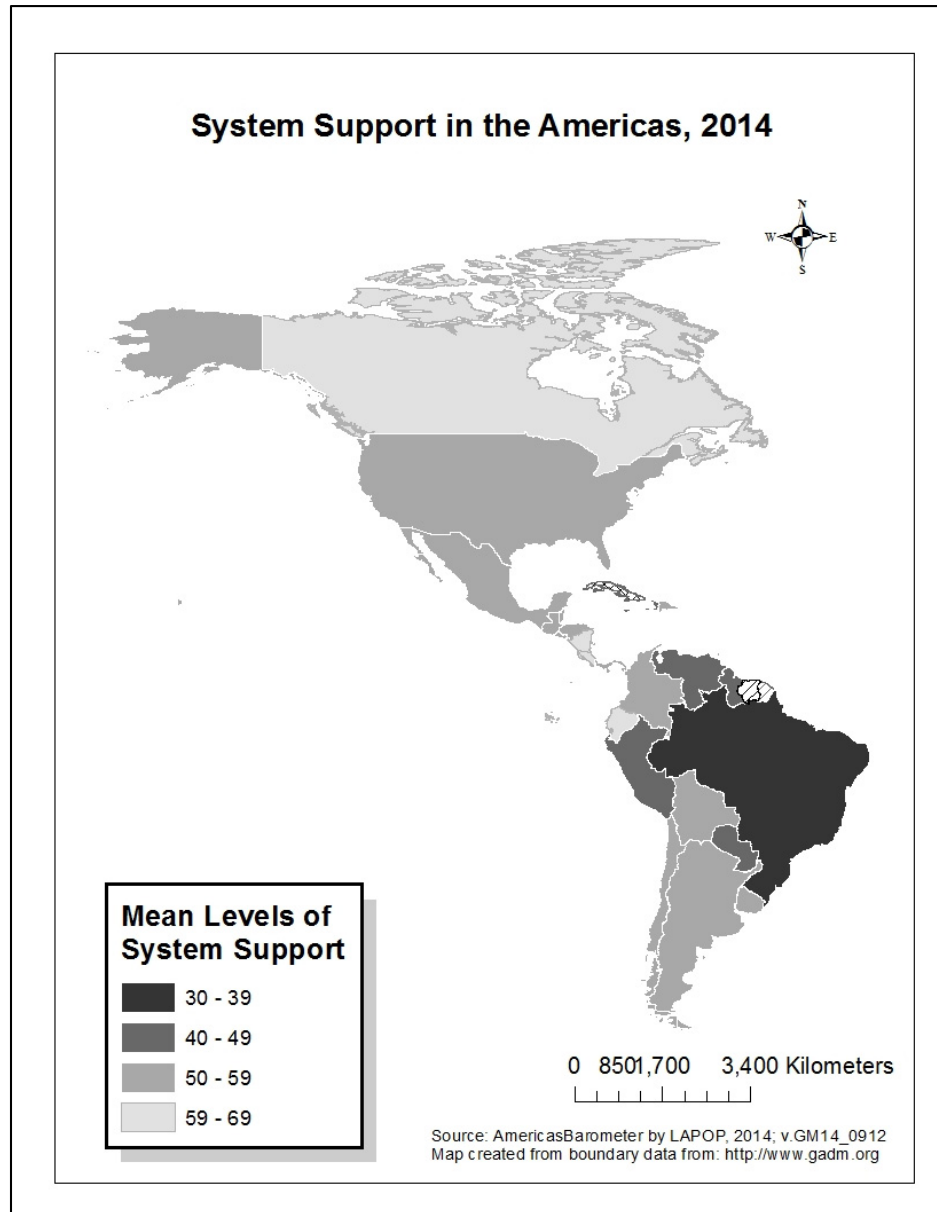 System Support in the Americas, 2014
N
W E
S
Mean Levels of
System Support
30 - 39
40 - 49
50 - 59
59 - 69
0 8501,700 3,400 Kilometers
Source: AmericasBarometer by LAPOP, 2014; v.GM14_0912
Map created from boundary data from: http://www.gadm.org